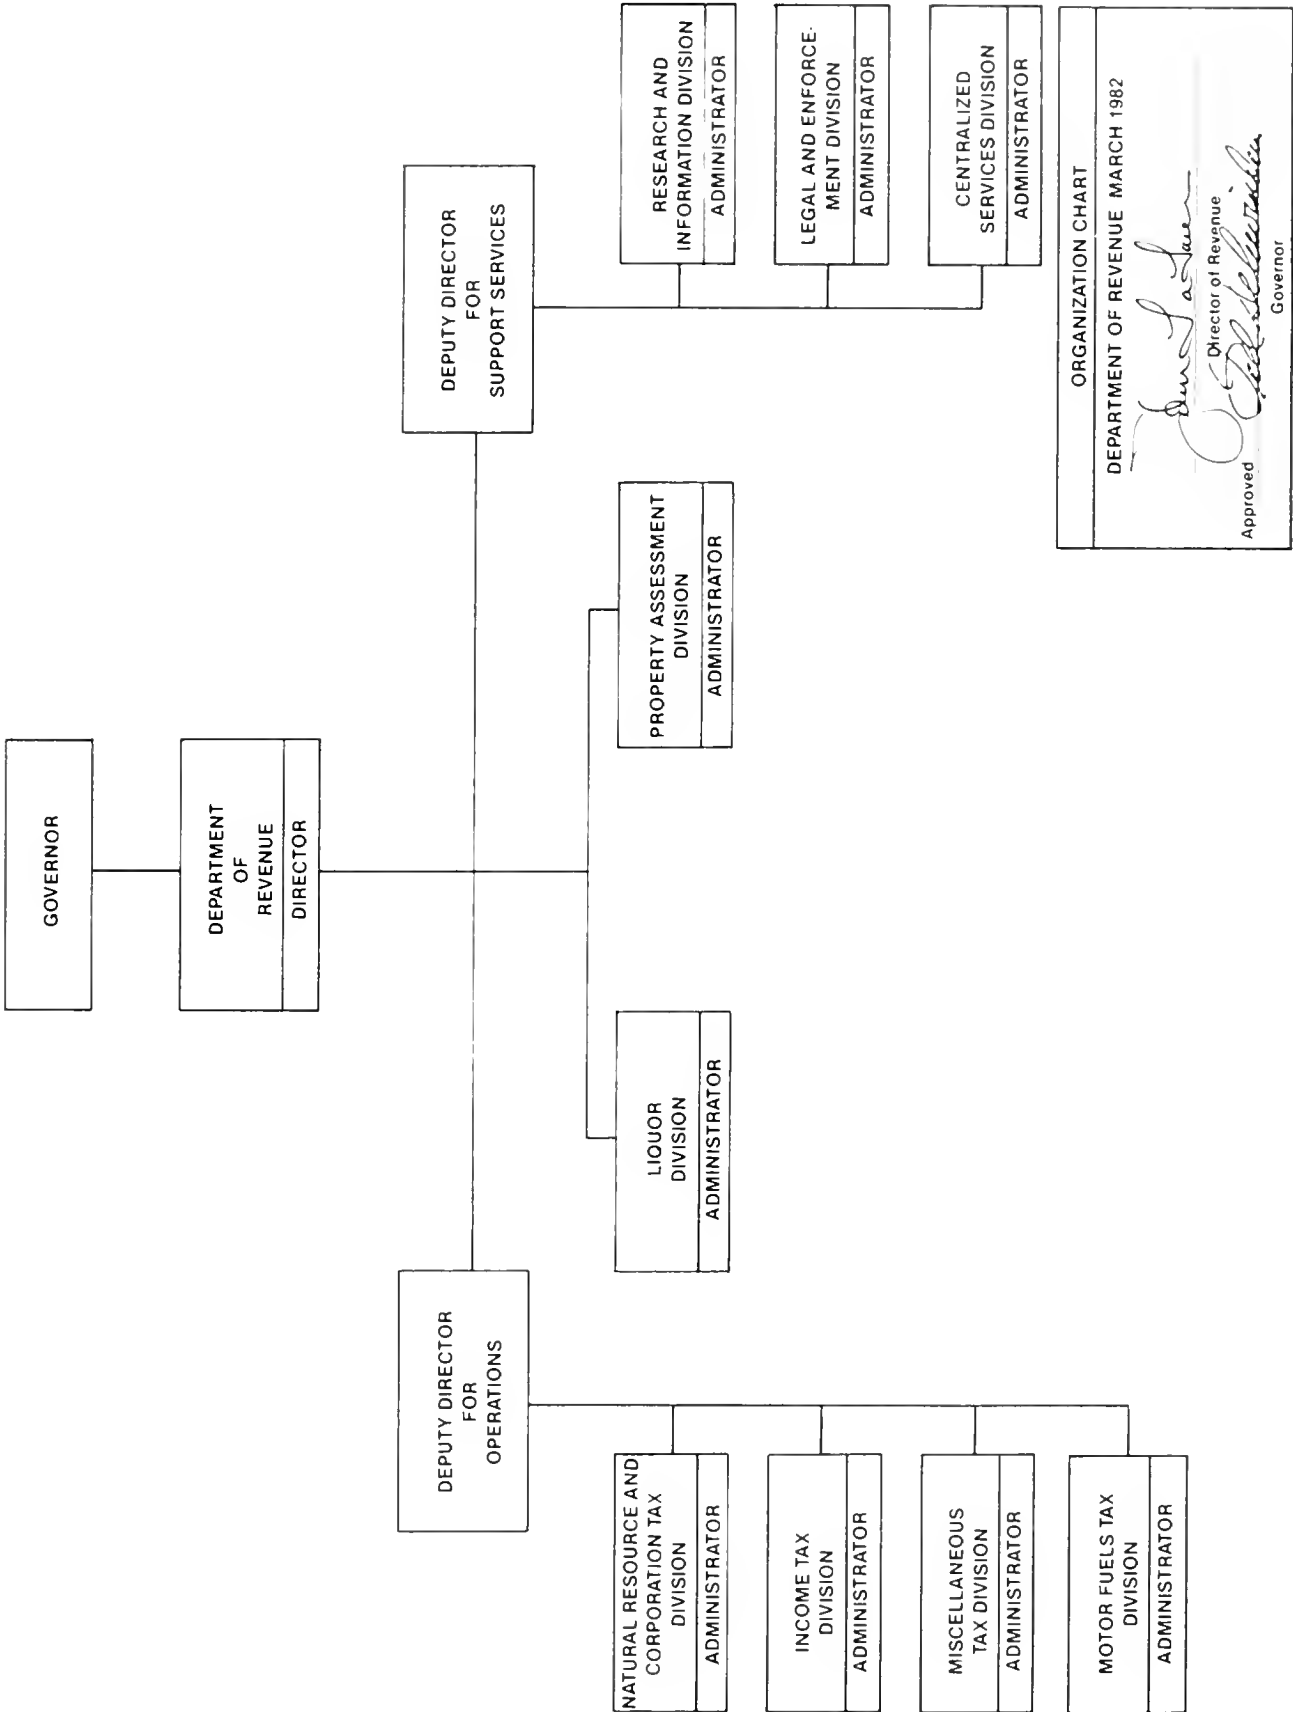 GOVERNOR
DEPARTMENT
OF
REVENUE
DIRECTOR
DEPUTY DIRECTOR
FOR
OPERATIONS
DEPUTY DIRECTOR
FOR
SUPPORT SERVICES
NATURAL RESOURCE AND
CORPORATION TAX
DIVISION
ADMINISTRATOR
INCOME TAX
DIVISION
ADMINISTRATOR
MISCELLANEOUS
TAX DIVISION
ADMINISTRATOR
MOTOR FUELS TAX
DIVISION
ADMINISTRATOR
LIQUOR
DIVISION
ADMINISTRATOR
PROPERTY ASSESSMENT
DIVISION
ADMINISTRATOR
RESEARCH AND
INFORMATION DIVISION
ADMINISTRATOR
LEGAL AND ENFORCE-
MENT DIVISION
ADMINISTRATOR
CENTRALIZED
SERVICES DIVISION
ADMINISTRATOR
ORGANIZATION CHART
DEPARTMENT OF REVENUE MARCH 1982
Director of Revenue
Approved
Governor